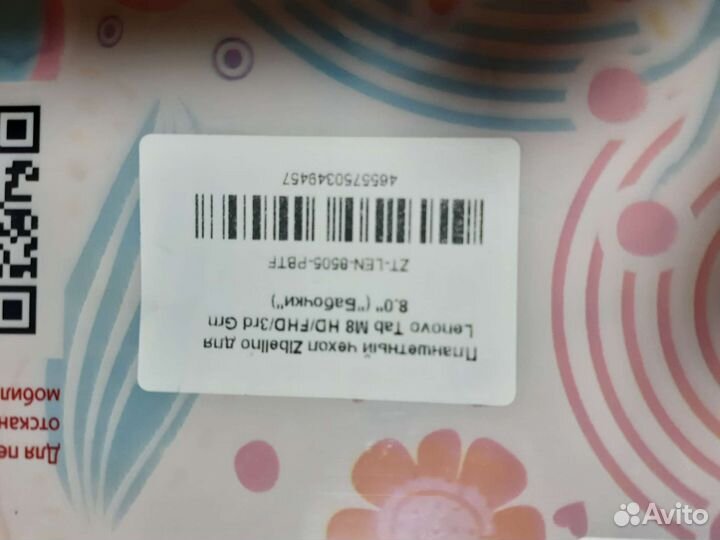 Планшетный чехол Zibelino для
Lenovo Tab M8 HD/FHD/3rd Grn
8.0" ("Бабочки")
ZT-LEN-8505-PBTF
4655750349457
Для пе
отскан
мобил
Avito